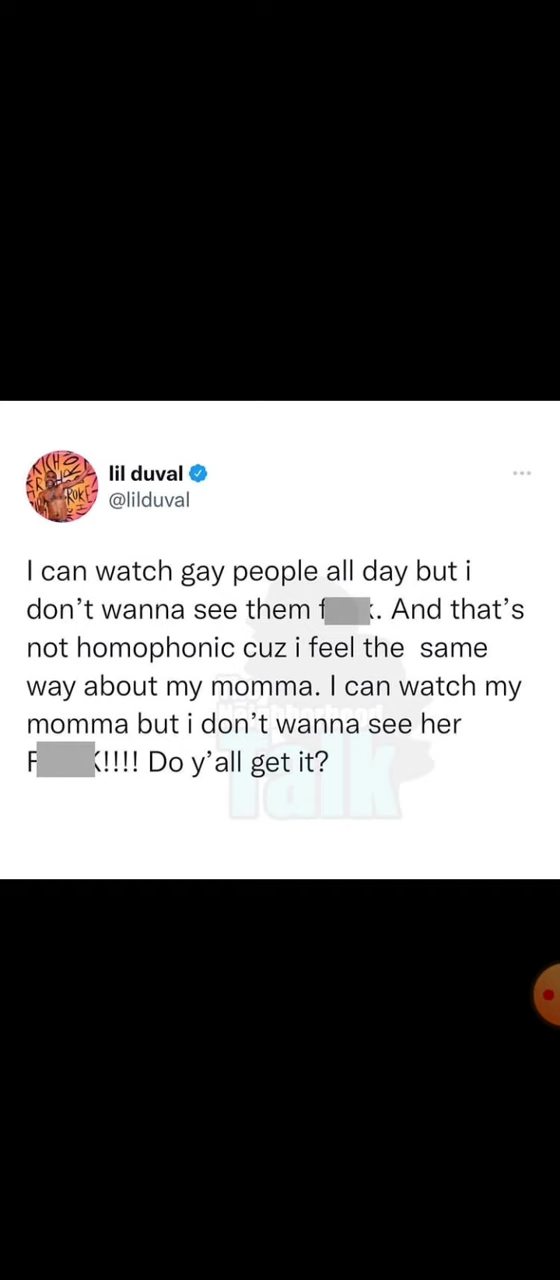 lil duval
@lilduval
I can watch gay people all day but i
don't wanna see them f k. And that's
not homophonic cuz i feel the same
way about my momma. I can watch my
momma but i don't wanna see her
F K!!!! Do y'all get it?
Neighborhood
Talk